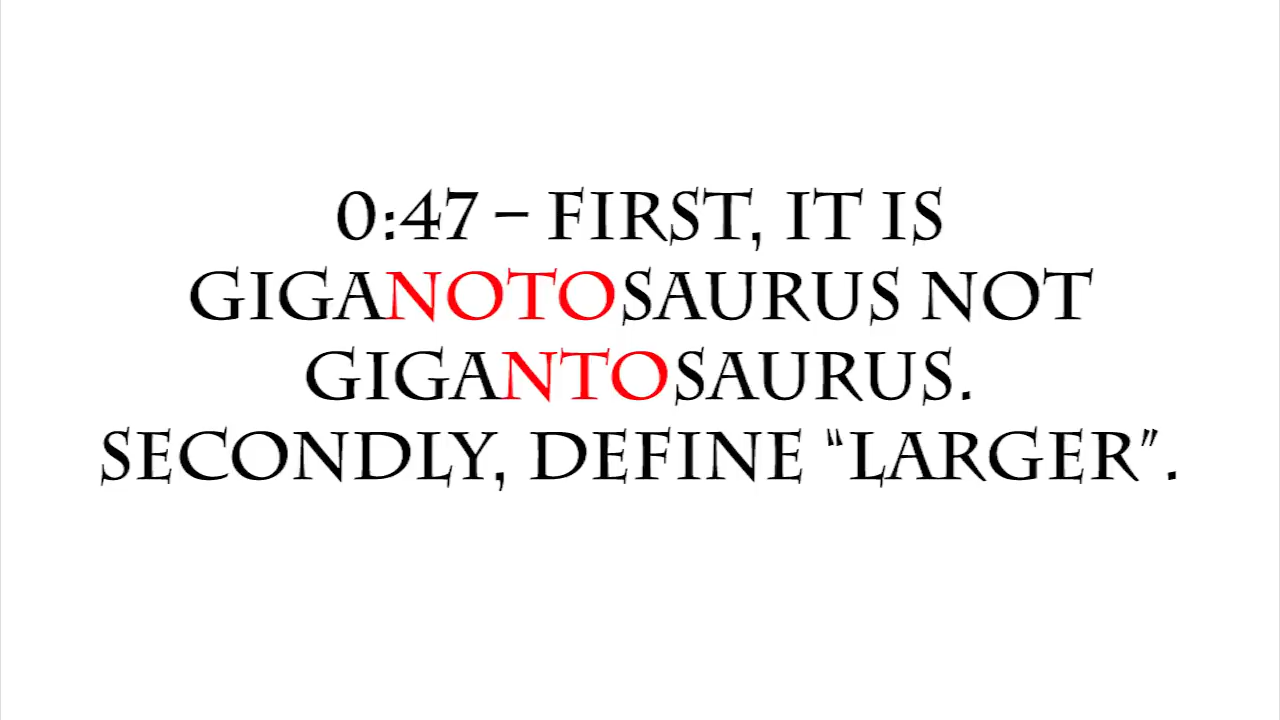 0:47 – FIRST, IT IS
GIGANOTOSAURUS NOT
GIGANTOSAURUS.
SECONDLY, DEFINE “LARGER”.